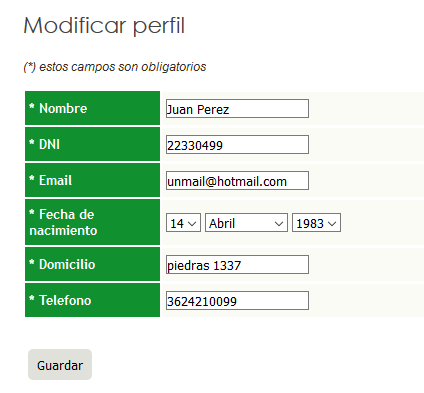 Modificar perfil
(*) estos campos son obligatorios
* Nombre Juan Perez
* DNI 22330499
* Email unmail@hotmail.com
* Fecha de
nacimiento 14 Abril 1983
* Domicilio piedras 1337
* Telefono 3624210099
Guardar